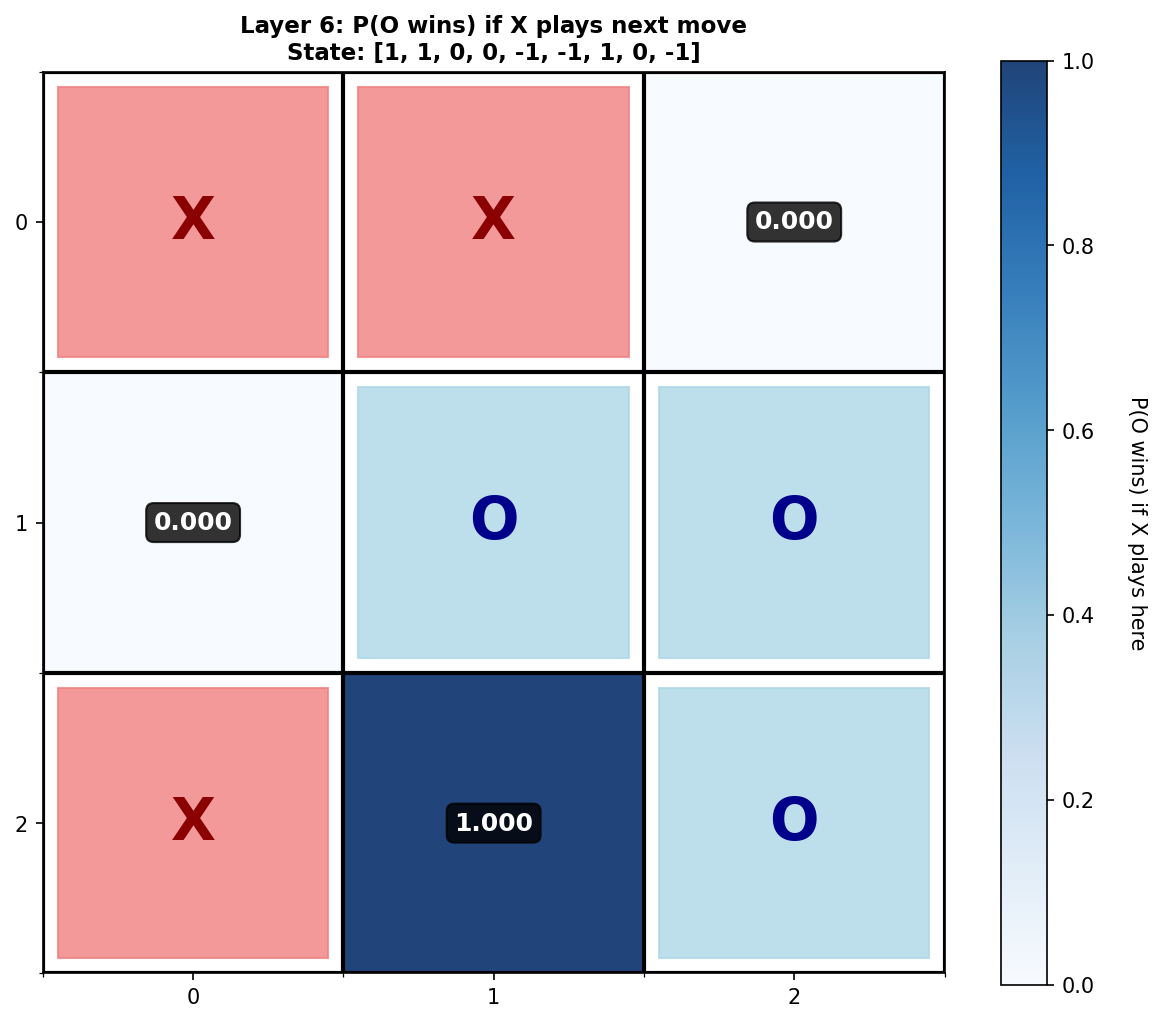 Layer 6: P(O wins) if X plays next move
State: [1, 1, 0, 0, -1, -1, 1, 0, -1]
0
X
X
0.000
1
0.000
O
O
2
X
1.000
O
0
1
2
1.0
0.8
0.6
0.4
0.2
0.0
P(O wins) if X plays here